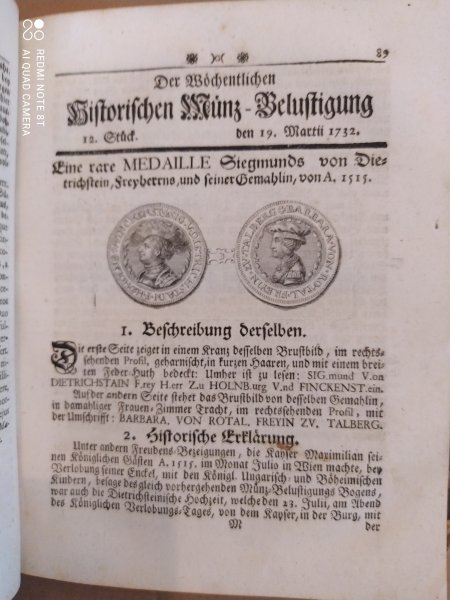 89
Der Wöchentlichen
Historischen Münz-Belustigung
12. Stück. den 19. Martii 1732.
Eine rare MEDAILLE Siegmunds von Die-
trichstein, Freyherrns, und seiner Gemahlin, von A. 1515.
1. Beschreibung derselben.
Die erste Seite zeiget in einem Kranz desselben Brustbild, im rechts-
sehenden Profil, geharnischt, in kurzen Haaren, und mit einem brei-
ten Feder-Huth bedeckt: Umher ist zu lesen: SIG.mund V.on
DIETRICHSTAIN F.rey H.err Z.u HOLNB.urg V.nd FINCKENST.ein.
Auf der andern Seite stehet das Brustbild von desselben Gemahlin,
in damahliger Frauen-Zimmer Tracht, im rechtssehenden Profil, mit
der Umschrifft: BARBARA, VON ROTAL, FREYIN ZV, TALBERG.
2. Historische Erklärung.
Unter andern Freudens-Bezeigungen, die Kayser Maximilian sei-
nen Königlichen Gästen A. 1515. im Monat Julio in Wien machte, bey
Verlobung seiner Enckel, mit den Königl. Ungarisch- und Böheimischen
Kindern, besage des gleich vorhergehenden Münz-Belustigungs Bogens,
war auch die Dietrichsteinische Hochzeit, welche den 23. Julii, am Abend
des Königlichen Verlobungs-Tages, von dem Kayser, in der Burg, mit
M der
REDMI NOTE 8T
AI QUAD CAMERA